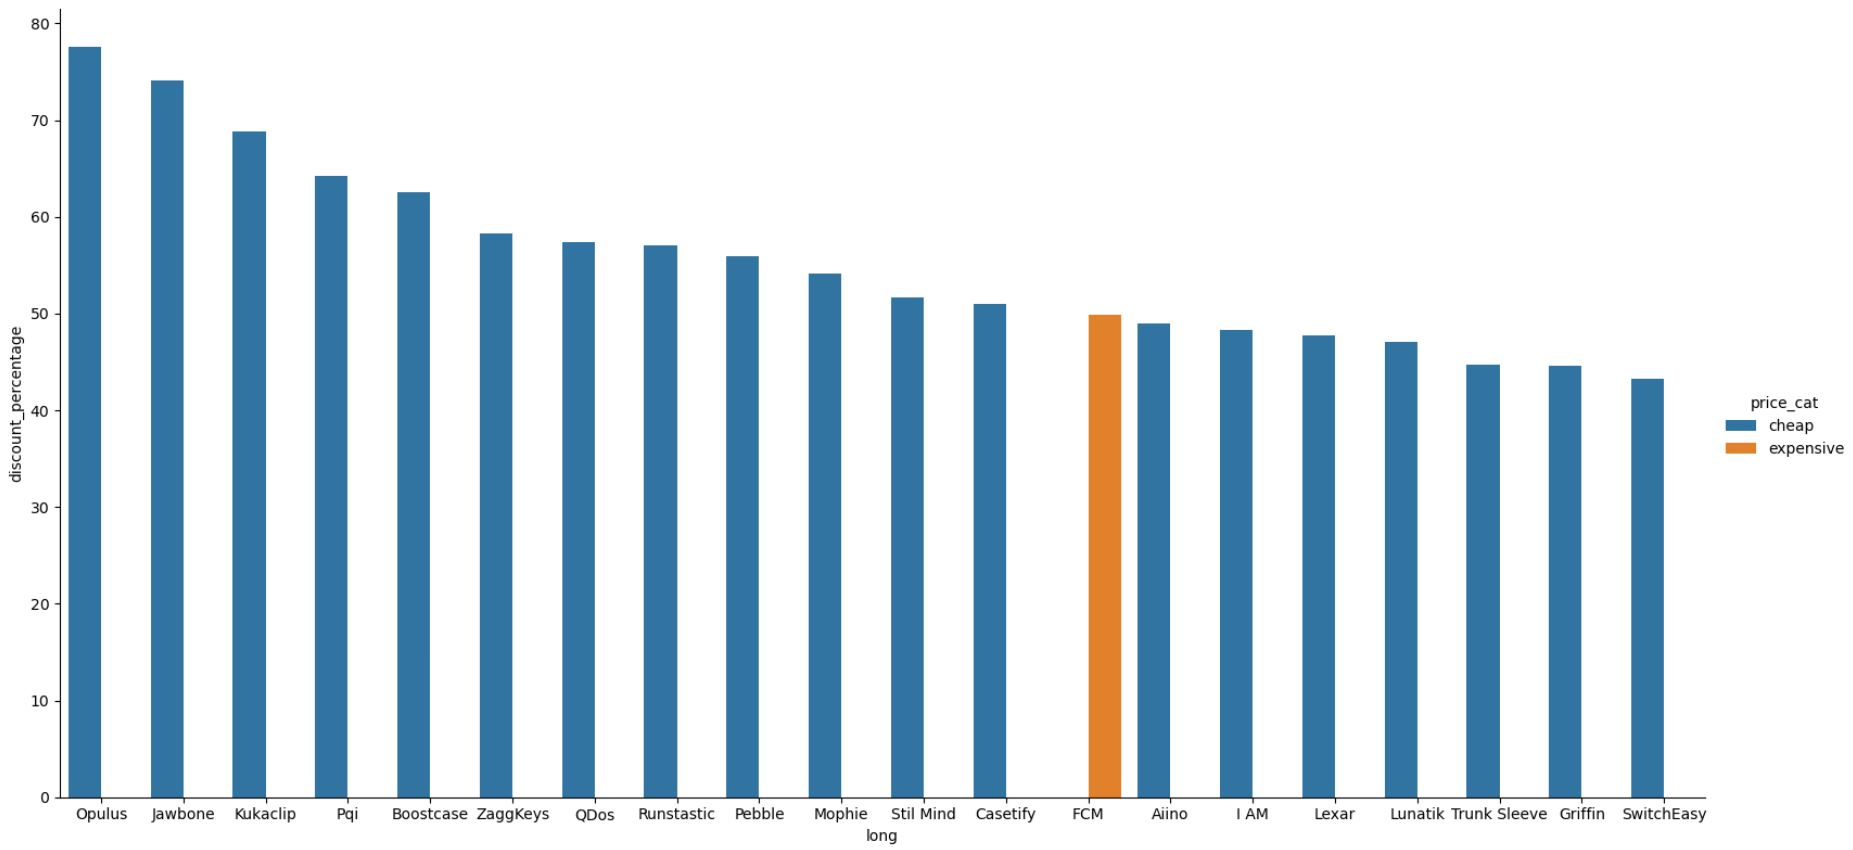 80
70
60
50
40
30
20
10
0
discount_percentage
Opulus Jawbone Kukaclip Pqi Boostcase ZaggKeys QDos Runstastic Pebble Mophie Stil Mind Casetify FCM Aiino I AM Lexar Lunatik Trunk Sleeve Griffin SwitchEasy
long
price_cat
cheap
expensive